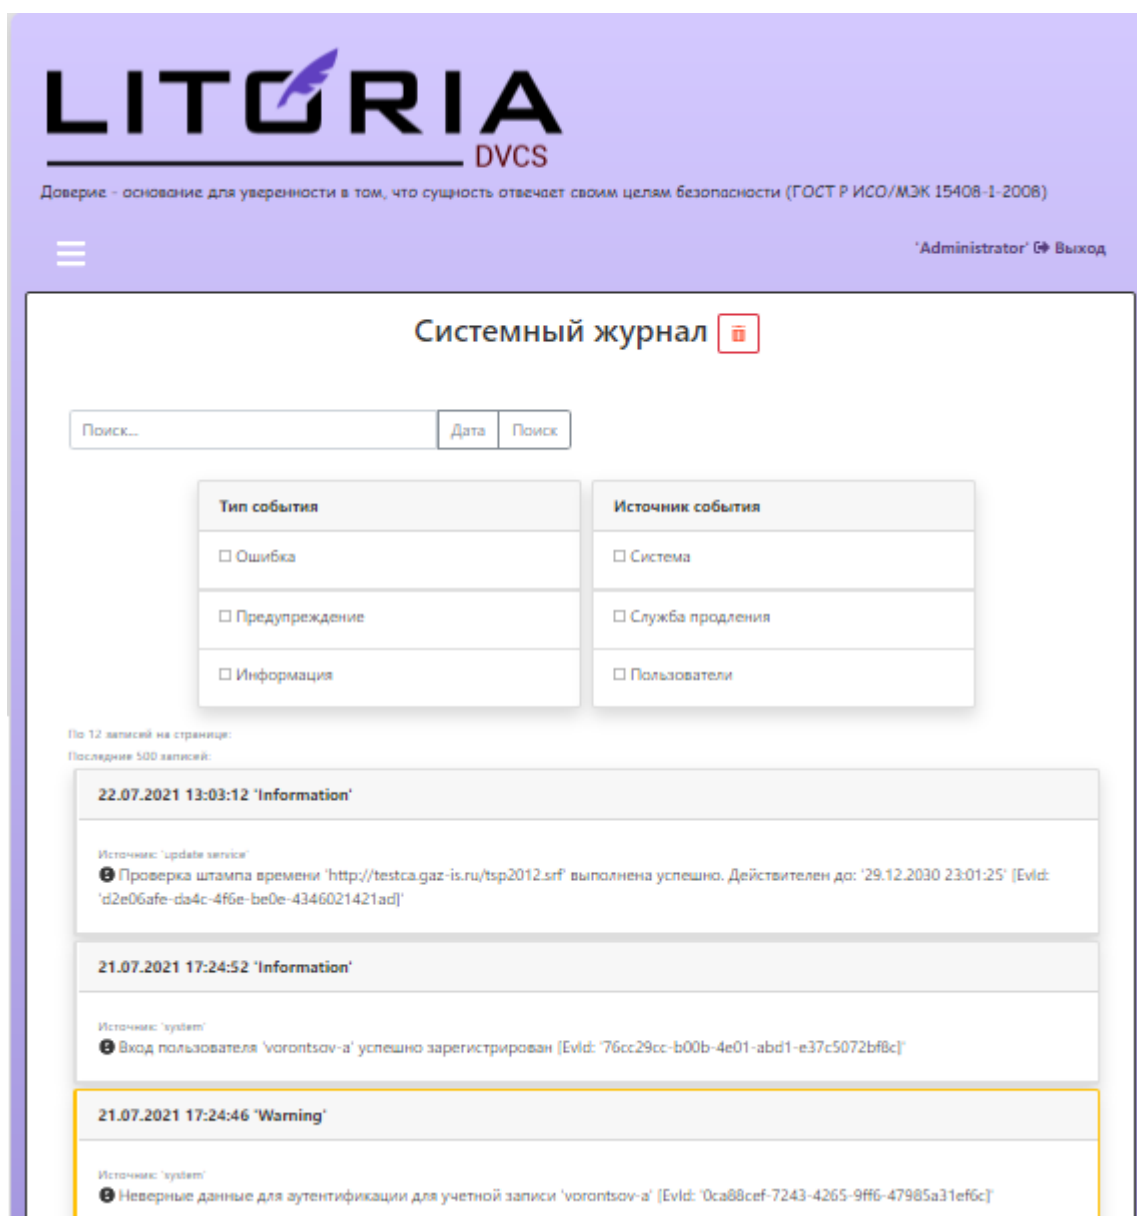 LITORIA
DVCS
Доверие - основание для уверенности в том, что сущность отвечает своим целям безопасности (ГОСТ Р ИСО/МЭК 15408-1-2008)
'Administrator' Выход
Системный журнал
Поиск... Дата Поиск
Тип события Источник события
Ошибка Система
Предупреждение Служба продления
Информация Пользователи
По 12 записей на странице:
Последние 500 записей:
22.07.2021 13:03:12 'Information'
Источник: 'update service'
Проверка штампа времени 'http://testca.gaz-is.ru/tsp2012.srf' выполнена успешно. Действителен до: '29.12.2030 23:01:25' [EvId:
'd2e06afe-da4c-4f6e-be0e-4346021421ad]'
21.07.2021 17:24:52 'Information'
Источник: 'system'
Вход пользователя 'vorontsov-a' успешно зарегистрирован [EvId: '76cc29cc-b00b-4e01-abd1-e37c5072bf8c]'
21.07.2021 17:24:46 'Warning'
Источник: 'system'
Неверные данные для аутентификации для учетной записи 'vorontsov-a' [EvId: '0ca88cef-7243-4265-9ff6-47985a31ef6c]'